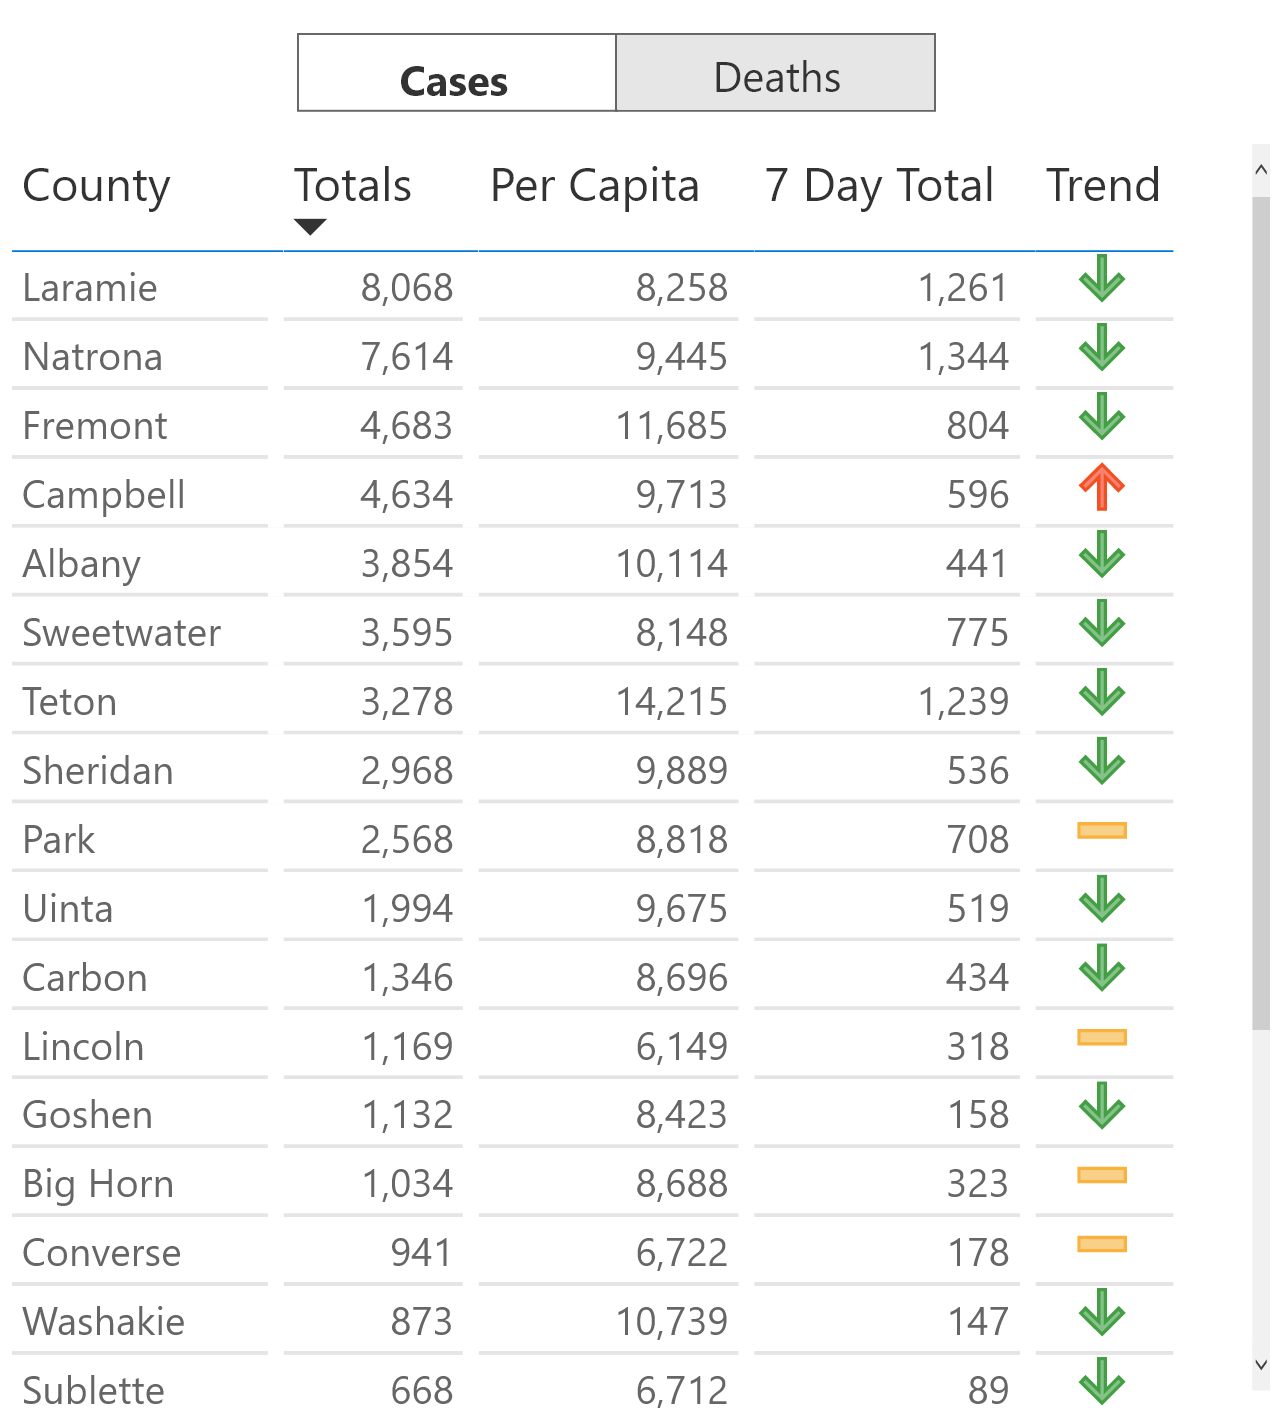 Cases Deaths
County Totals Per Capita 7 Day Total Trend
Laramie 8,068 8,258 1,261
Natrona 7,614 9,445 1,344
Fremont 4,683 11,685 804
Campbell 4,634 9,713 596
Albany 3,854 10,114 441
Sweetwater 3,595 8,148 775
Teton 3,278 14,215 1,239
Sheridan 2,968 9,889 536
Park 2,568 8,818 708
Uinta 1,994 9,675 519
Carbon 1,346 8,696 434
Lincoln 1,169 6,149 318
Goshen 1,132 8,423 158
Big Horn 1,034 8,688 323
Converse 941 6,722 178
Washakie 873 10,739 147
Sublette 668 6,712 89